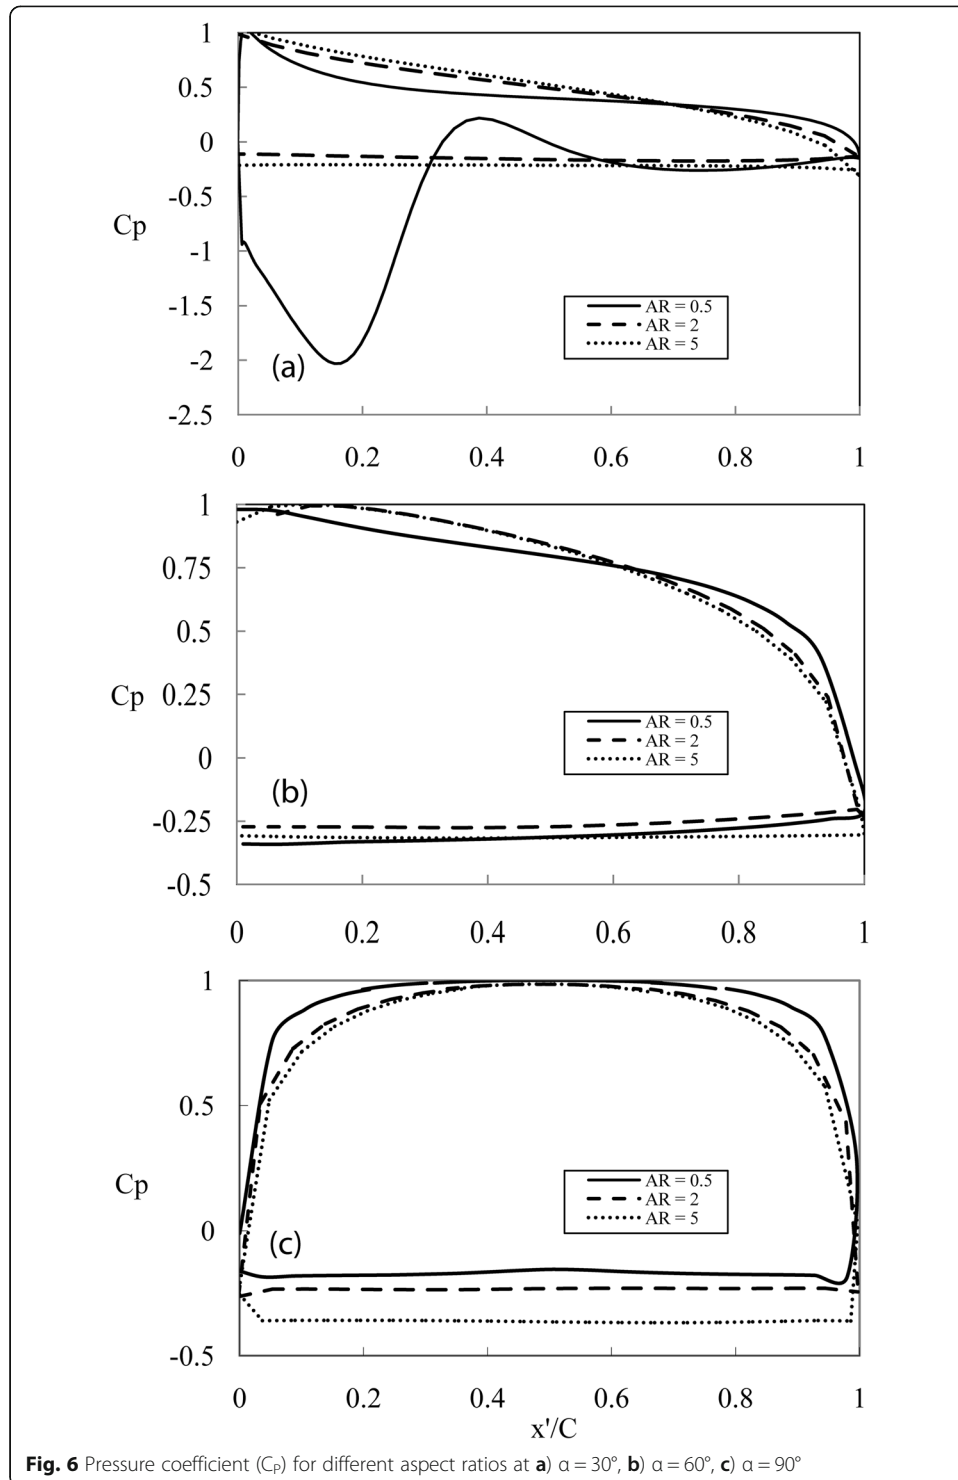 1
0.5
0
-0.5
Cp
-1
-1.5
-2
-2.5
(a)
AR = 0.5
AR = 2
AR = 5
0 0.2 0.4 0.6 0.8 1
1
0.75
0.5
Cp 0.25
0
-0.25
-0.5
(b)
AR = 0.5
AR = 2
AR = 5
0 0.2 0.4 0.6 0.8 1
1
0.5
Cp
0
-0.5
(c)
AR = 0.5
AR = 2
AR = 5
0 0.2 0.4 0.6 0.8 1
x'/C
Fig. 6 Pressure coefficient (CP) for different aspect ratios at a) α = 30°, b) α = 60°, c) α = 90°